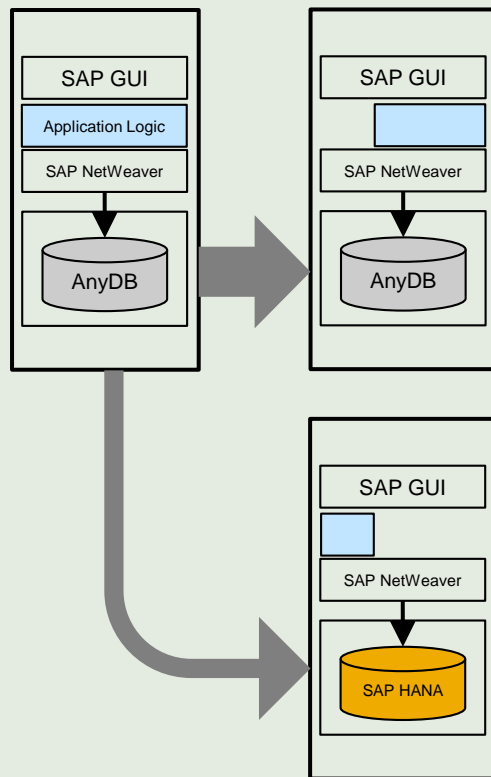 SAP GUI
Application Logic
SAP NetWeaver
AnyDB
SAP GUI
SAP NetWeaver
AnyDB
SAP GUI
SAP NetWeaver
SAP HANA